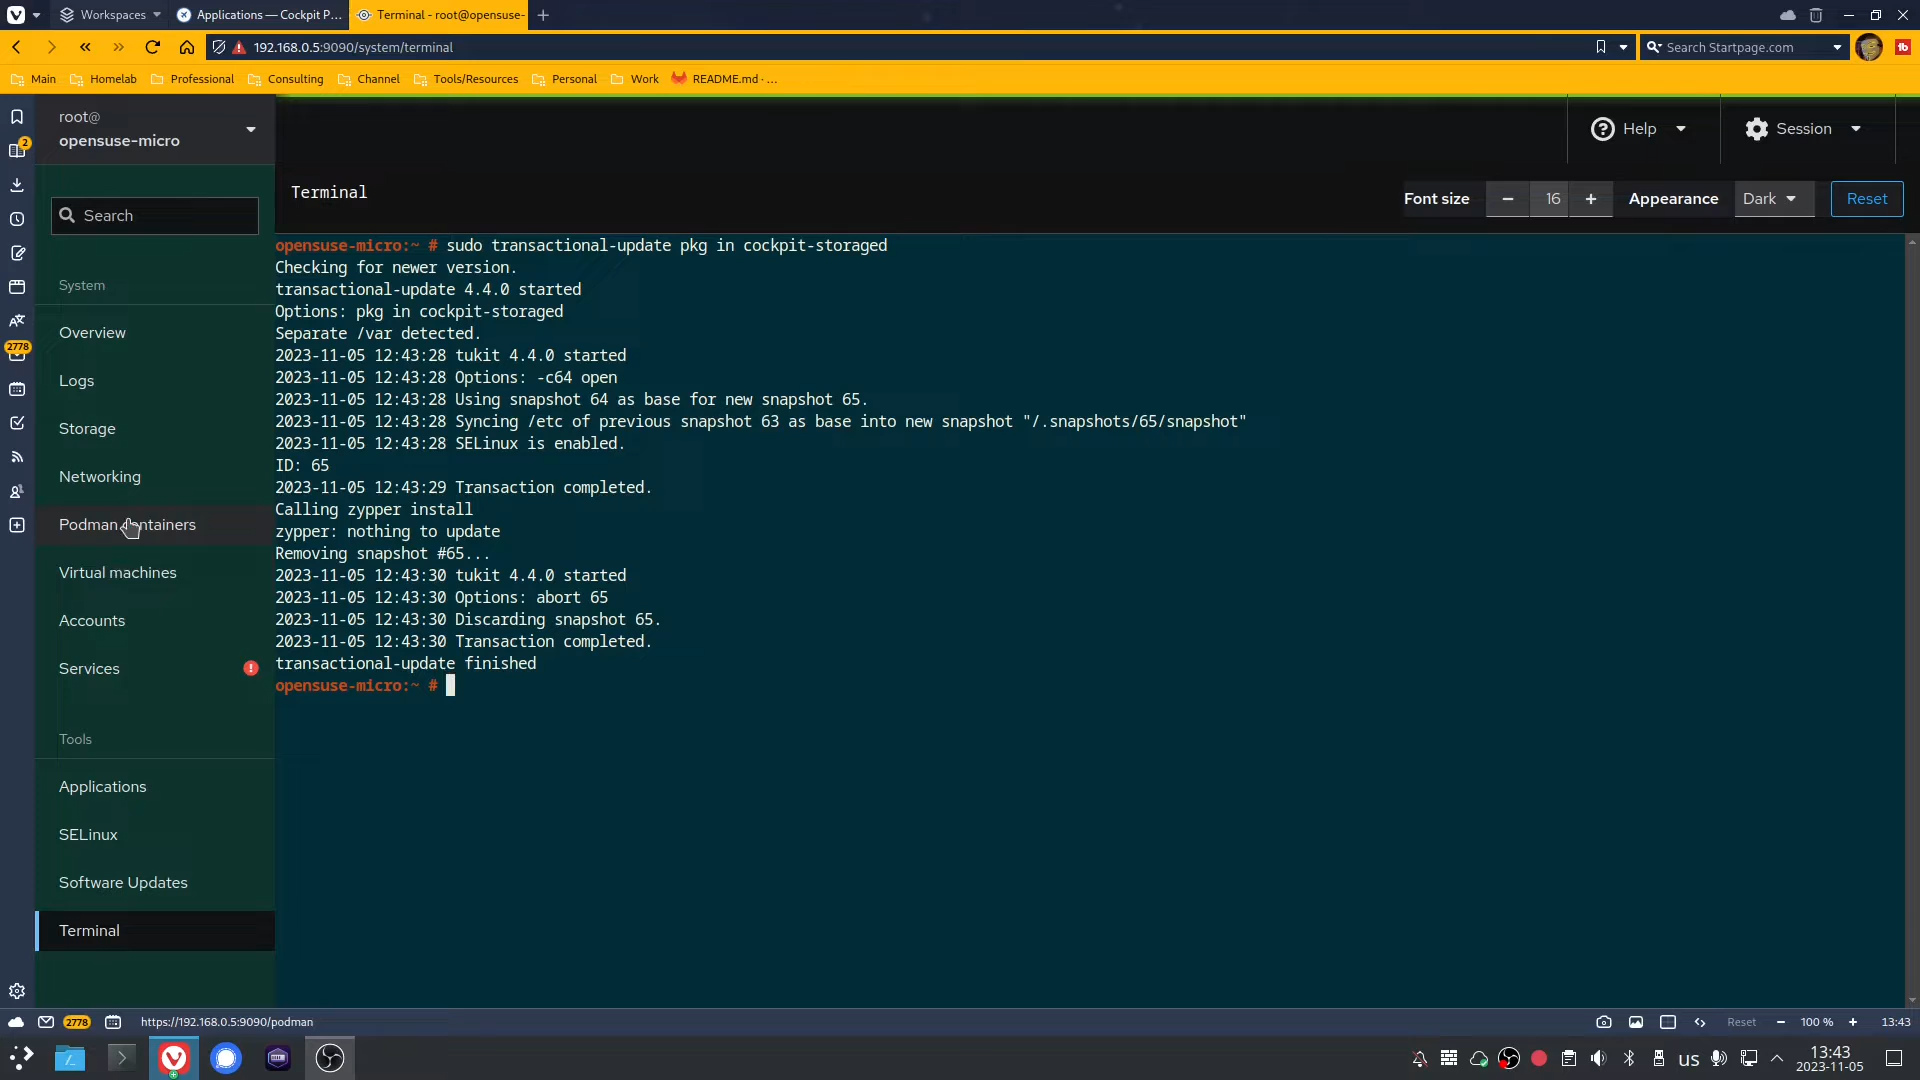 Workspaces
Applications — Cockpit P...
Terminal - root@opensuse-
192.168.0.5:9090/system/terminal
Search Startpage.com
Main
Homelab
Professional
Consulting
Channel
Tools/Resources
Personal
Work
README.md · ...
root@
opensuse-micro
Help
Session
2
Search
Terminal
Font size
16
Appearance
Dark
Reset
System
Overview
Logs
Storage
Networking
Podman containers
Virtual machines
Accounts
Services
2778
Tools
Applications
SELinux
Software Updates
Terminal
opensuse-micro:~ # sudo transactional-update pkg in cockpit-storaged
Checking for newer version.
transactional-update 4.4.0 started
Options: pkg in cockpit-storaged
Separate /var detected.
2023-11-05 12:43:28 tukit 4.4.0 started
2023-11-05 12:43:28 Options: -c64 open
2023-11-05 12:43:28 Using snapshot 64 as base for new snapshot 65.
2023-11-05 12:43:28 Syncing /etc of previous snapshot 63 as base into new snapshot "/.snapshots/65/snapshot"
2023-11-05 12:43:28 SELinux is enabled.
ID: 65
2023-11-05 12:43:29 Transaction completed.
Calling zypper install
zypper: nothing to update
Removing snapshot #65...
2023-11-05 12:43:30 tukit 4.4.0 started
2023-11-05 12:43:30 Options: abort 65
2023-11-05 12:43:30 Discarding snapshot 65.
2023-11-05 12:43:30 Transaction completed.
transactional-update finished
opensuse-micro:~ #
2778
https://192.168.0.5:9090/podman
Reset
100 %
13:43
us
13:43
2023-11-05